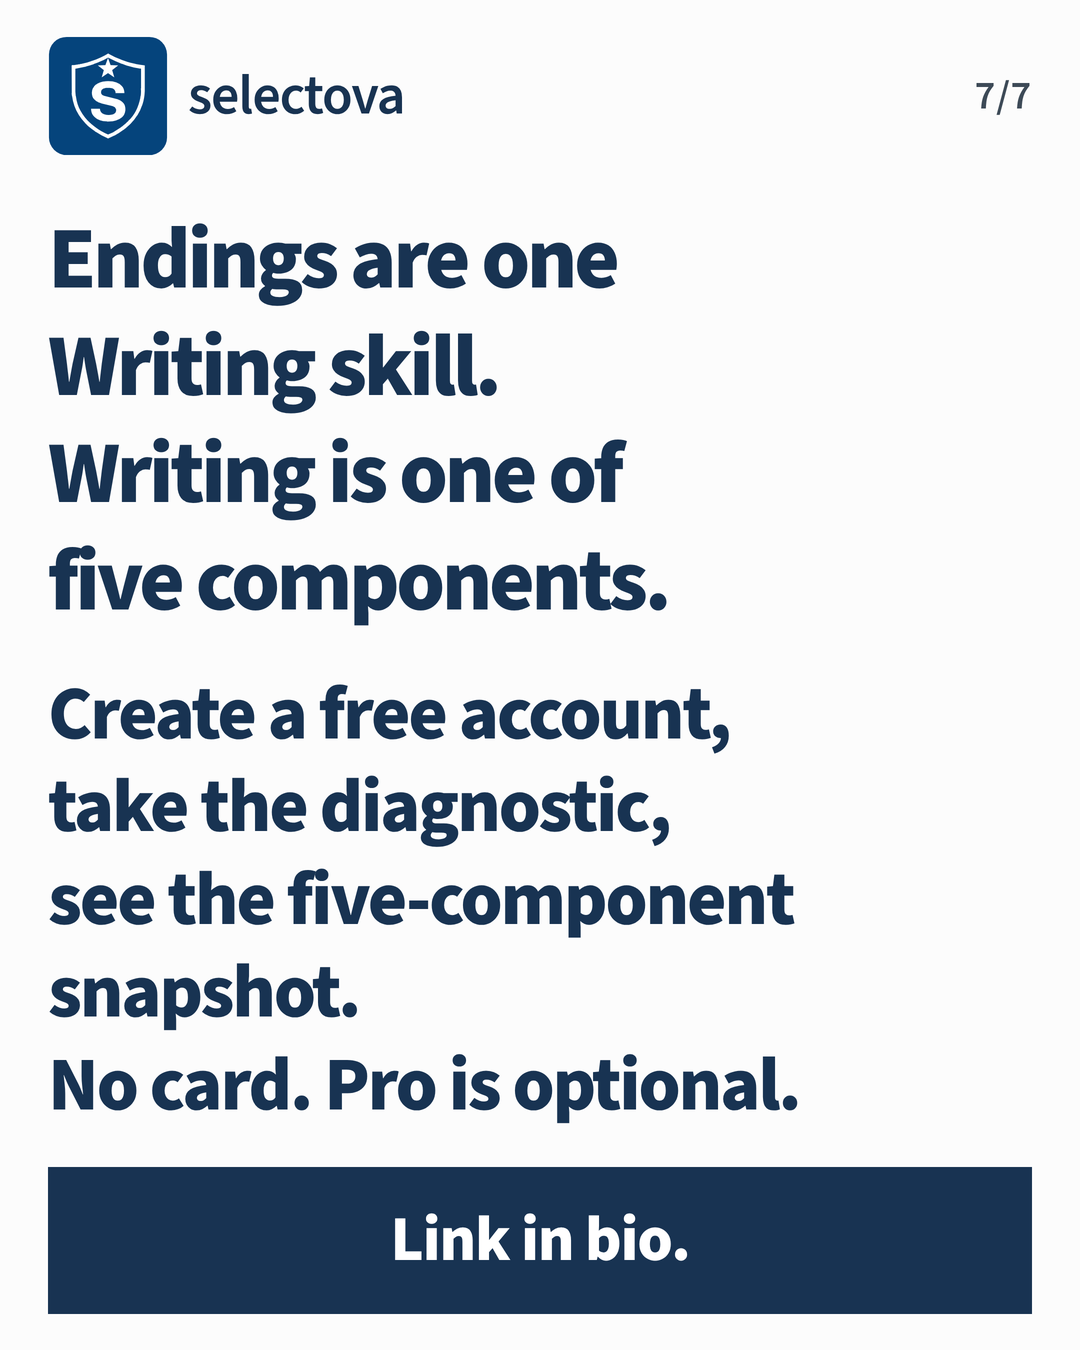 S
selectova
7/7
Endings are one
Writing skill.
Writing is one of
five components.
Create a free account,
take the diagnostic,
see the five-component
snapshot.
No card. Pro is optional.
Link in bio.